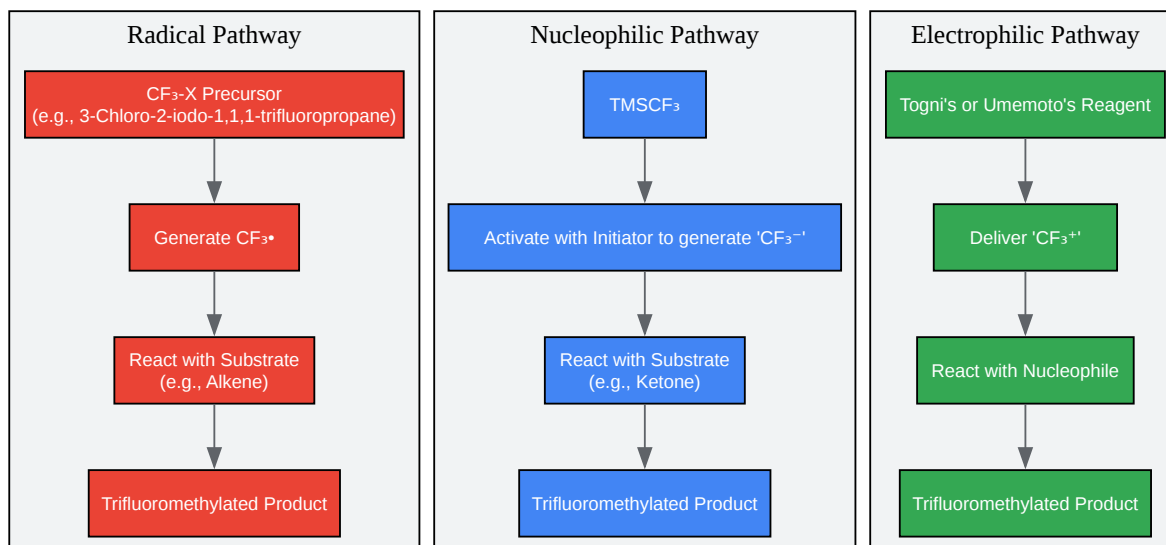 Radical Pathway
CF₃-X Precursor
(e.g., 3-Chloro-2-iodo-1,1,1-trifluoropropane)
Generate CF₃•
React with Substrate
(e.g., Alkene)
Trifluoromethylated Product
Nucleophilic Pathway
TMSCF₃
Activate with Initiator to generate 'CF₃⁻'
React with Substrate
(e.g., Ketone)
Trifluoromethylated Product
Electrophilic Pathway
Togni's or Umemoto's Reagent
Deliver 'CF₃⁺'
React with Nucleophile
Trifluoromethylated Product